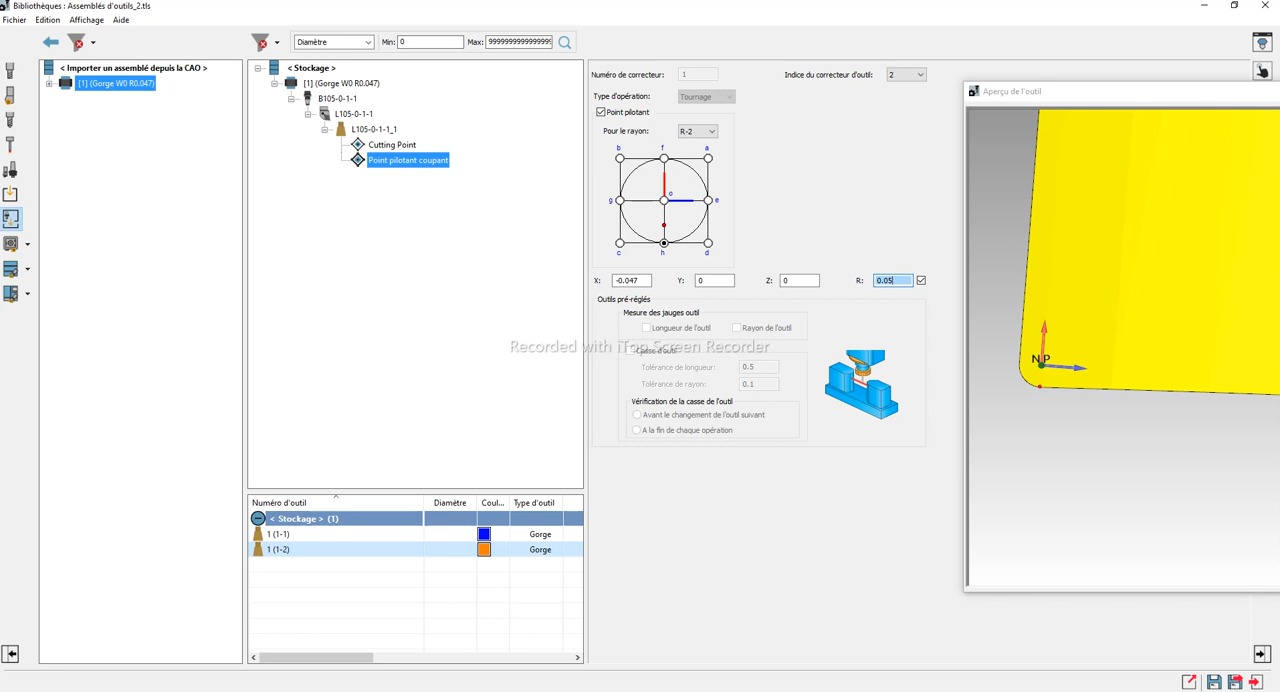 Bibliothèques : Assemblés d'outils_2.tls
Fichier Edition Affichage Aide
Diamètre Min: 0 Max: 9999999999999999
< Importer un assemblé depuis la CAO >
[1] (Gorge W0 R0.047)
< Stockage >
[1] (Gorge W0 R0.047)
B105-0-1-1
L105-0-1-1
L105-0-1-1_1
Cutting Point
Point pilotant coupant
Numéro de correcteur: 1 Indice du correcteur d'outil: 2
Type d'opération: Tournage
Point pilotant
Pour le rayon: R-2
b f a
g o e
c h d
X: -0.047 Y: 0 Z: 0 R: 0.05
Outils pré-réglés
Mesure des jauges outil
Longueur de l'outil Rayon de l'outil
Recorded with iTop Screen Recorder
Casse d'outil
Tolérance de longueur: 0.5
Tolérance de rayon: 0.1
Vérification de la casse de l'outil
Avant le changement de l'outil suivant
A la fin de chaque opération
Aperçu de l'outil
Numéro d'outil Diamètre Coul... Type d'outil
< Stockage > (1)
1 (1-1) Gorge
1 (1-2) Gorge